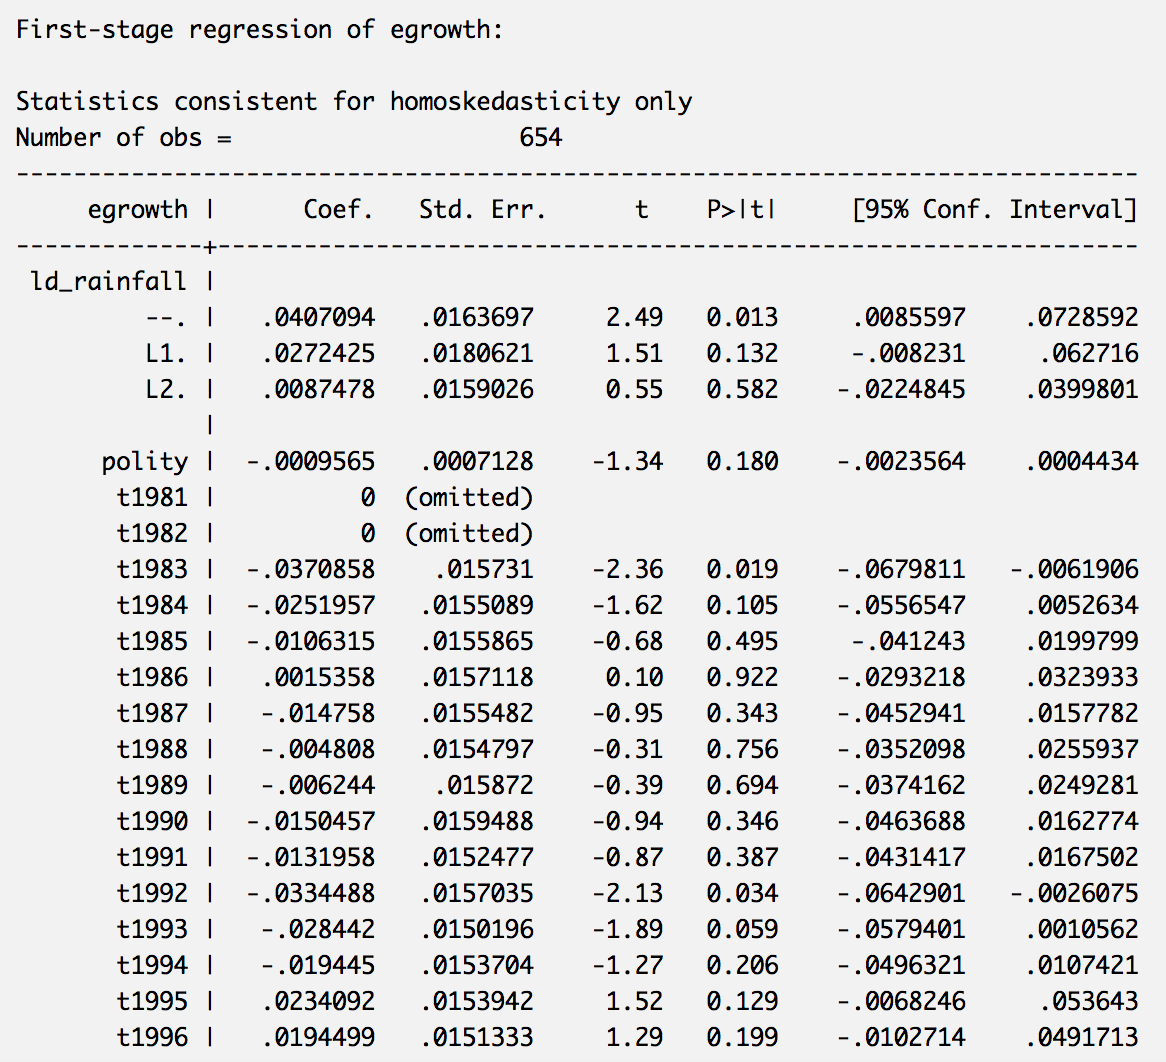 First-stage regression of egrowth:
Statistics consistent for homoskedasticity only
Number of obs =                    654
------------------------------------------------------------------------------
     egrowth |      Coef.   Std. Err.      t    P>|t|     [95% Conf. Interval]
-------------+----------------------------------------------------------------
 ld_rainfall |
         --. |   .0407094   .0163697     2.49   0.013     .0085597    .0728592
         L1. |   .0272425   .0180621     1.51   0.132     -.008231     .062716
         L2. |   .0087478   .0159026     0.55   0.582    -.0224845    .0399801
             |
      polity |  -.0009565   .0007128    -1.34   0.180    -.0023564    .0004434
       t1981 |          0  (omitted)
       t1982 |          0  (omitted)
       t1983 |  -.0370858    .015731    -2.36   0.019    -.0679811   -.0061906
       t1984 |  -.0251957   .0155089    -1.62   0.105    -.0556547    .0052634
       t1985 |  -.0106315   .0155865    -0.68   0.495     -.041243    .0199799
       t1986 |   .0015358   .0157118     0.10   0.922    -.0293218    .0323933
       t1987 |   -.014758   .0155482    -0.95   0.343    -.0452941    .0157782
       t1988 |   -.004808   .0154797    -0.31   0.756    -.0352098    .0255937
       t1989 |   -.006244    .015872    -0.39   0.694    -.0374162    .0249281
       t1990 |  -.0150457   .0159488    -0.94   0.346    -.0463688    .0162774
       t1991 |  -.0131958   .0152477    -0.87   0.387    -.0431417    .0167502
       t1992 |  -.0334488   .0157035    -2.13   0.034    -.0642901   -.0026075
       t1993 |   -.028442   .0150196    -1.89   0.059    -.0579401    .0010562
       t1994 |   -.019445   .0153704    -1.27   0.206    -.0496321    .0107421
       t1995 |   .0234092   .0153942     1.52   0.129    -.0068246     .053643
       t1996 |   .0194499   .0151333     1.29   0.199    -.0102714    .0491713